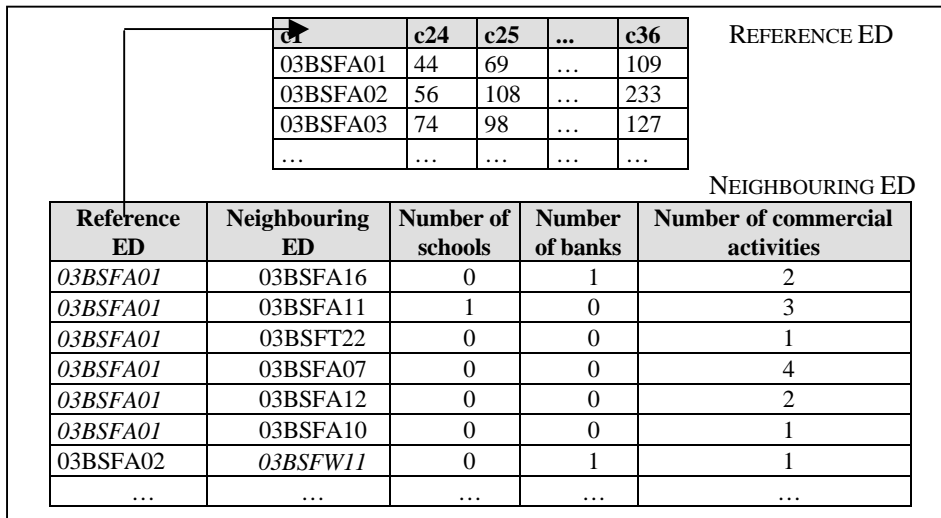 REFERENCE ED
c1 c24 c25 ... c36
03BSFA01 44 69 … 109
03BSFA02 56 108 … 233
03BSFA03 74 98 … 127
… … … … …
NEIGHBOURING ED
Reference ED Neighbouring ED Number of schools Number of banks Number of commercial activities
03BSFA01 03BSFA16 0 1 2
03BSFA01 03BSFA11 1 0 3
03BSFA01 03BSFT22 0 0 1
03BSFA01 03BSFA07 0 0 4
03BSFA01 03BSFA12 0 0 2
03BSFA01 03BSFA10 0 0 1
03BSFA02 03BSFW11 0 1 1
… … … … …